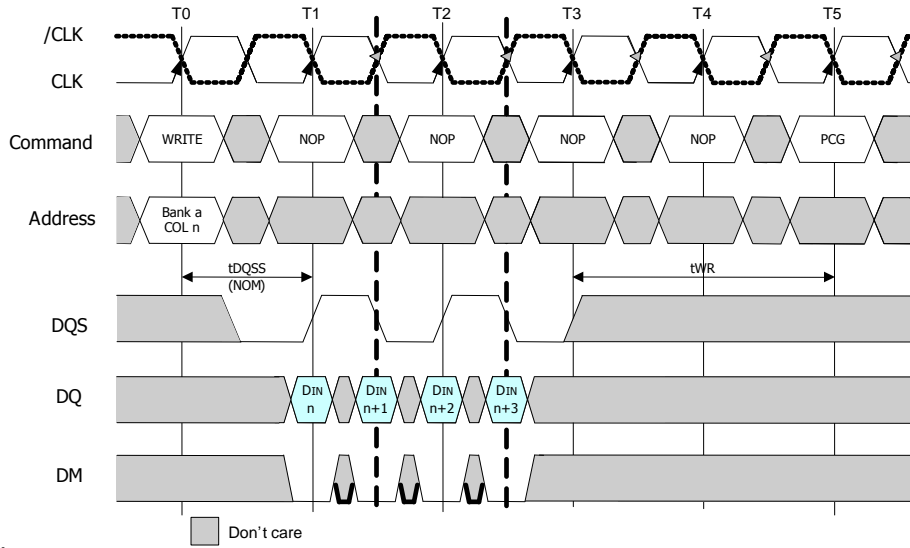 T0 T1 T2 T3 T4 T5
/CLK
CLK
Command WRITE NOP NOP NOP NOP PCG
Address Bank a
COL n
tDQSS
(NOM)
tWR
DQS
DQ DIN DIN DIN DIN
n n+1 n+2 n+3
DM
Don't care